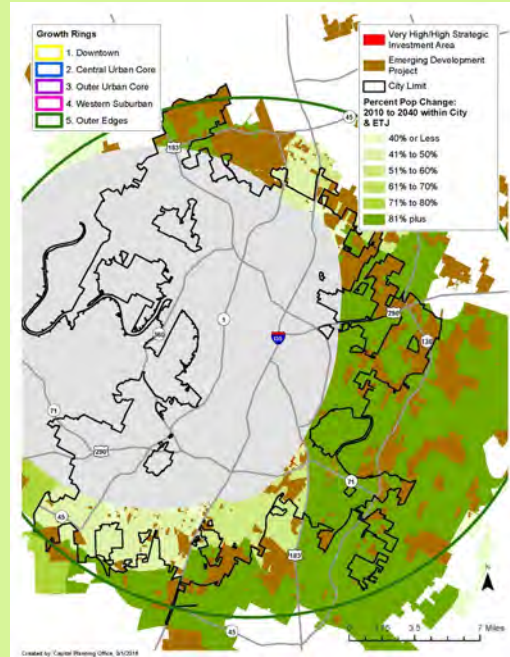 Growth Rings
1. Downtown
2. Central Urban Core
3. Outer Urban Core
4. Western Suburban
5. Outer Edges
Very High/High Strategic
Investment Area
Emerging Development
Project
City Limit
Percent Pop Change:
2010 to 2040 within City
& ETJ
40% or Less
41% to 50%
51% to 60%
61% to 70%
71% to 80%
81% plus
45
183
1
360
290
130
71
290
71
45
183
45
N
0
3.5
7 Miles
Created by: Capital Planning Office,